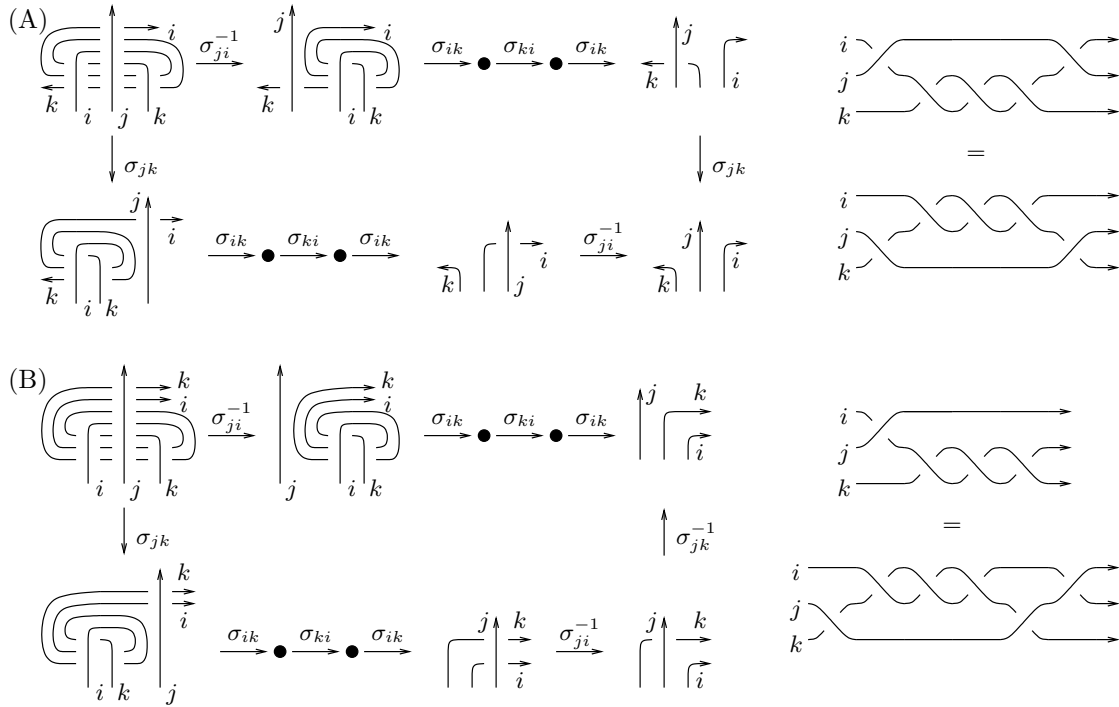 (A)
i σ_{ji}^{-1} j i σ_{ik} σ_{ki} σ_{ik} j i
k k k j
i j k i k i k
σ_{jk} σ_{jk} =
j i
i σ_{ik} σ_{ki} σ_{ik} σ_{ji}^{-1} j j
k i k i k
k i k j
(B)
k k
i σ_{ji}^{-1} i σ_{ik} σ_{ki} σ_{ik} j k i
j
i j k j i k i k
σ_{jk} σ_{jk}^{-1} =
k i
i σ_{ik} σ_{ki} σ_{ik} j k σ_{ji}^{-1} j k j
k
i k j i i